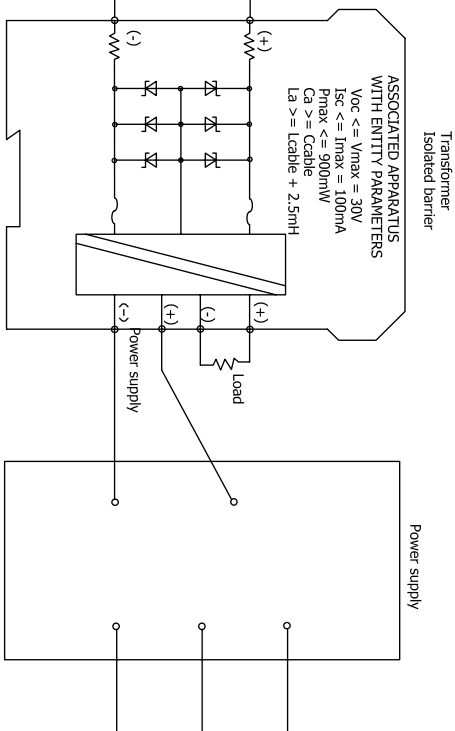 Transformer
Isolated barrier
ASSOCIATED APPARATUS
WITH ENTITY PARAMETERS
Voc <= Vmax = 30V
Isc <= Imax = 100mA
Pmax <= 900mW
Ca >= Ccable
La >= Lcable + 2.5mH
(+)
(-)
(+)
(-)
(+)
(-)
Load
Power supply
Power supply